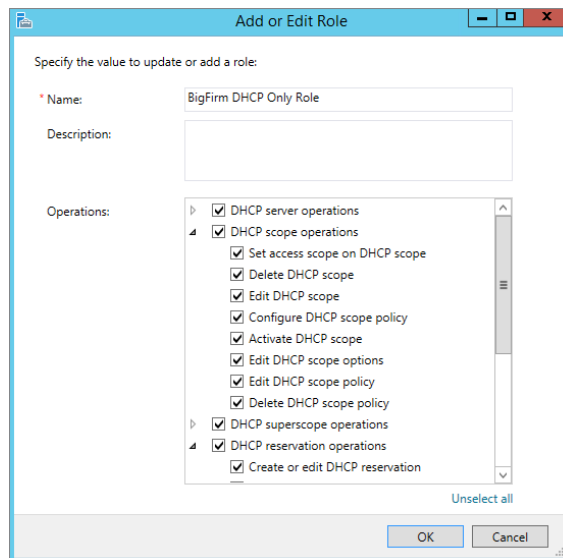 Add or Edit Role
Specify the value to update or add a role:
* Name:
BigFirm DHCP Only Role
Description:
Operations:
DHCP server operations
DHCP scope operations
Set access scope on DHCP scope
Delete DHCP scope
Edit DHCP scope
Configure DHCP scope policy
Activate DHCP scope
Edit DHCP scope options
Edit DHCP scope policy
Delete DHCP scope policy
DHCP superscope operations
DHCP reservation operations
Create or edit DHCP reservation
Unselect all
OK
Cancel